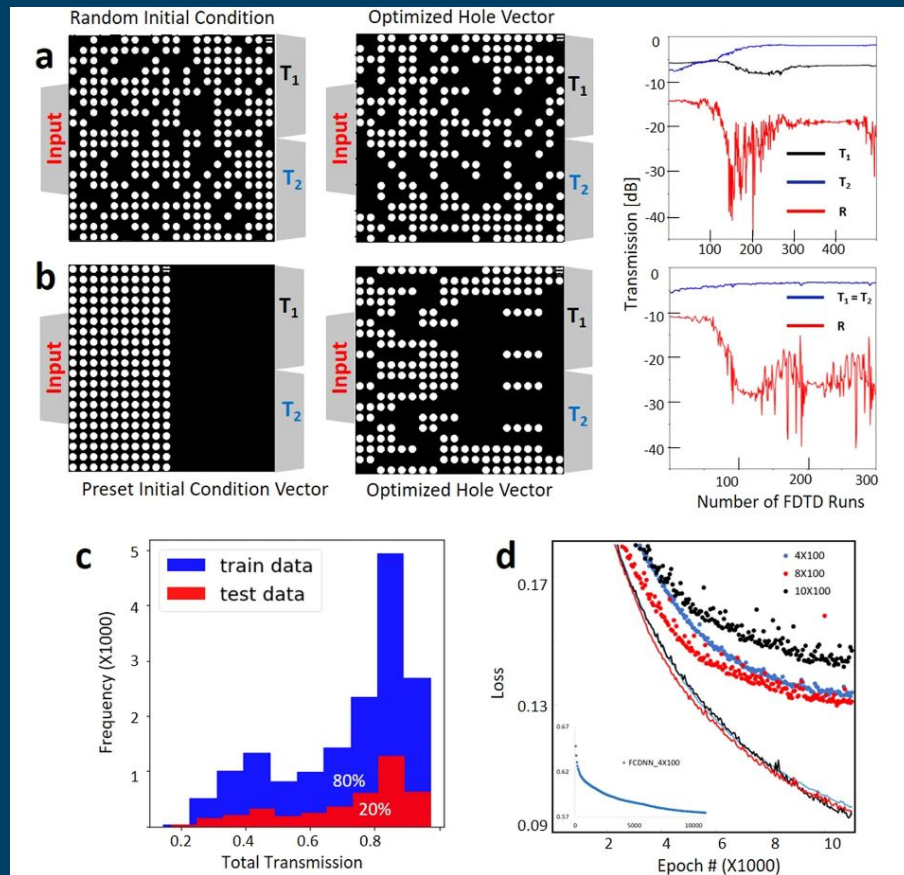 Random Initial Condition
Optimized Hole Vector
a
Input
T1
T2
Input
T1
T2
0
-10
-20
-30
-40
T1
T2
R
100
200
300
400
Transmission [dB]
b
Input
T1
T2
Input
T1
T2
0
-10
-20
-30
-40
T1 = T2
R
100
200
300
Preset Initial Condition Vector
Optimized Hole Vector
Number of FDTD Runs
c
5
4
3
2
1
Frequency (X1000)
train data
test data
80%
20%
0.2
0.4
0.6
0.8
Total Transmission
d
0.17
0.13
0.09
Loss
4X100
8X100
10X100
0.67
0.62
0.57
FCDNN_4X100
0
5000
10000
2
4
6
8
10
Epoch # (X1000)